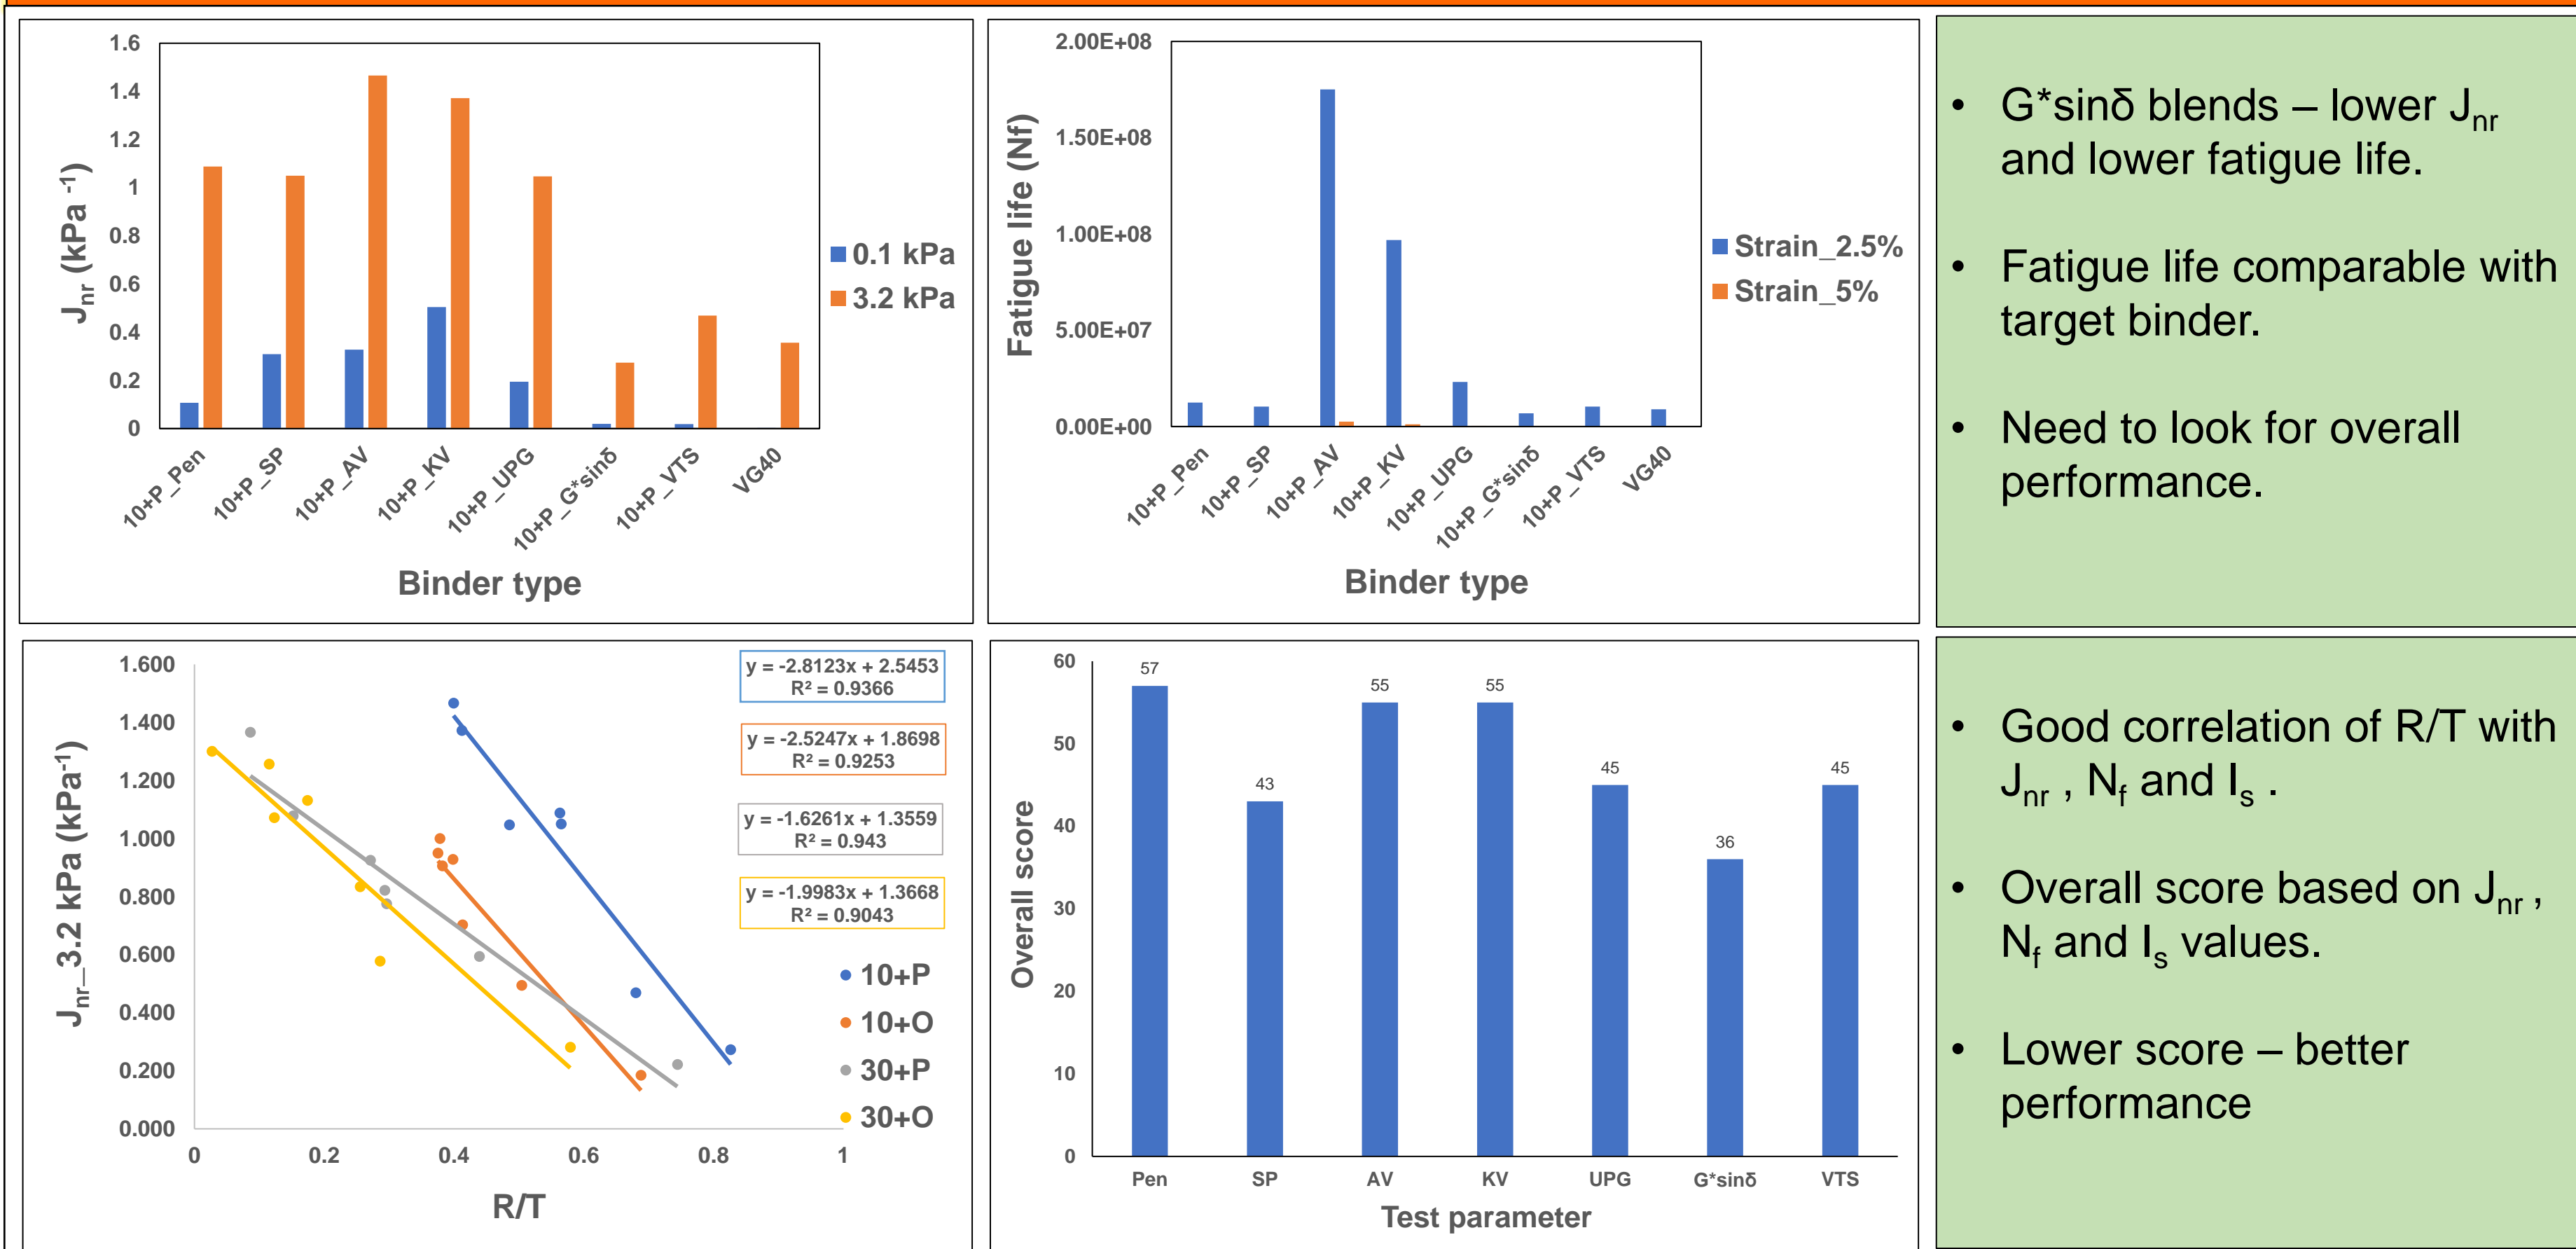 1.6
1.4
1.2
1
0.8
0.6
0.4
0.2
0
Jnr (kPa -1)
10+P_Pen
10+P_SP
10+P_AV
10+P_KV
10+P_UPG
10+P_G*sinδ
10+P_VTS
VG40
Binder type
0.1 kPa
3.2 kPa
2.00E+08
1.50E+08
1.00E+08
5.00E+07
0.00E+00
Fatigue life (Nf)
10+P_Pen
10+P_SP
10+P_AV
10+P_KV
10+P_UPG
10+P_G*sinδ
10+P_VTS
VG40
Binder type
Strain_2.5%
Strain_5%
• G*sinδ blends – lower Jnr
and lower fatigue life.
• Fatigue life comparable with
target binder.
• Need to look for overall
performance.
1.600
1.400
1.200
1.000
0.800
0.600
0.400
0.200
0.000
Jnr_3.2 kPa (kPa-1)
0 0.2 0.4 0.6 0.8 1
R/T
y = -2.8123x + 2.5453
R² = 0.9366
y = -2.5247x + 1.8698
R² = 0.9253
y = -1.6261x + 1.3559
R² = 0.943
y = -1.9983x + 1.3668
R² = 0.9043
10+P
10+O
30+P
30+O
60
50
40
30
20
10
0
Overall score
57
43
55
55
45
36
45
Pen SP AV KV UPG G*sinδ VTS
Test parameter
• Good correlation of R/T with
Jnr , Nf and Is .
• Overall score based on Jnr ,
Nf and Is values.
• Lower score – better
performance